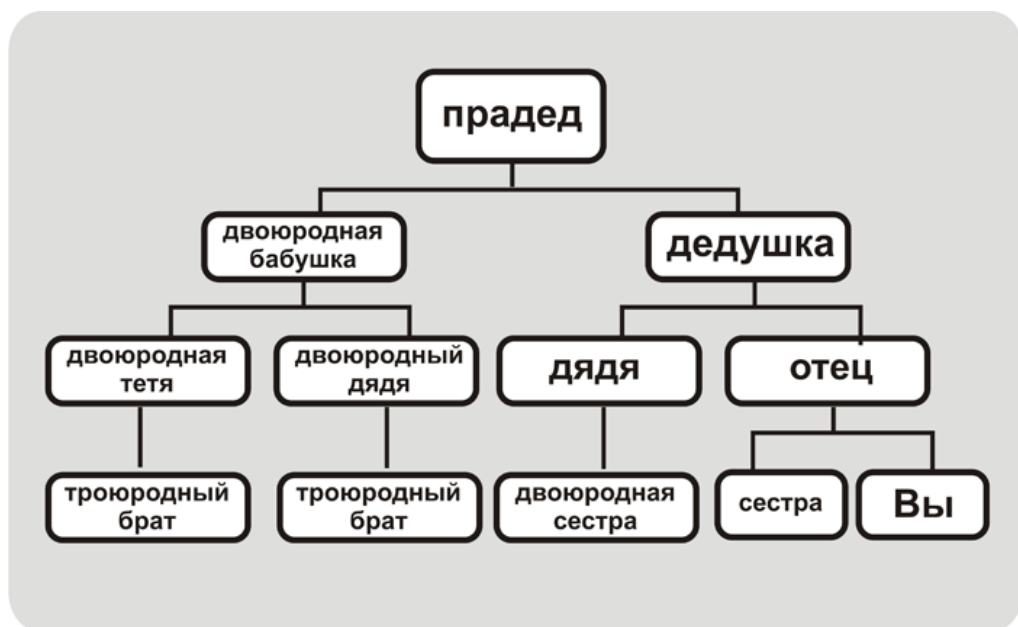 прадед
двоюродная
бабушка
дедушка
двоюродная
тетя
двоюродный
дядя
дядя
отец
троюродный
брат
троюродный
брат
двоюродная
сестра
сестра
Вы